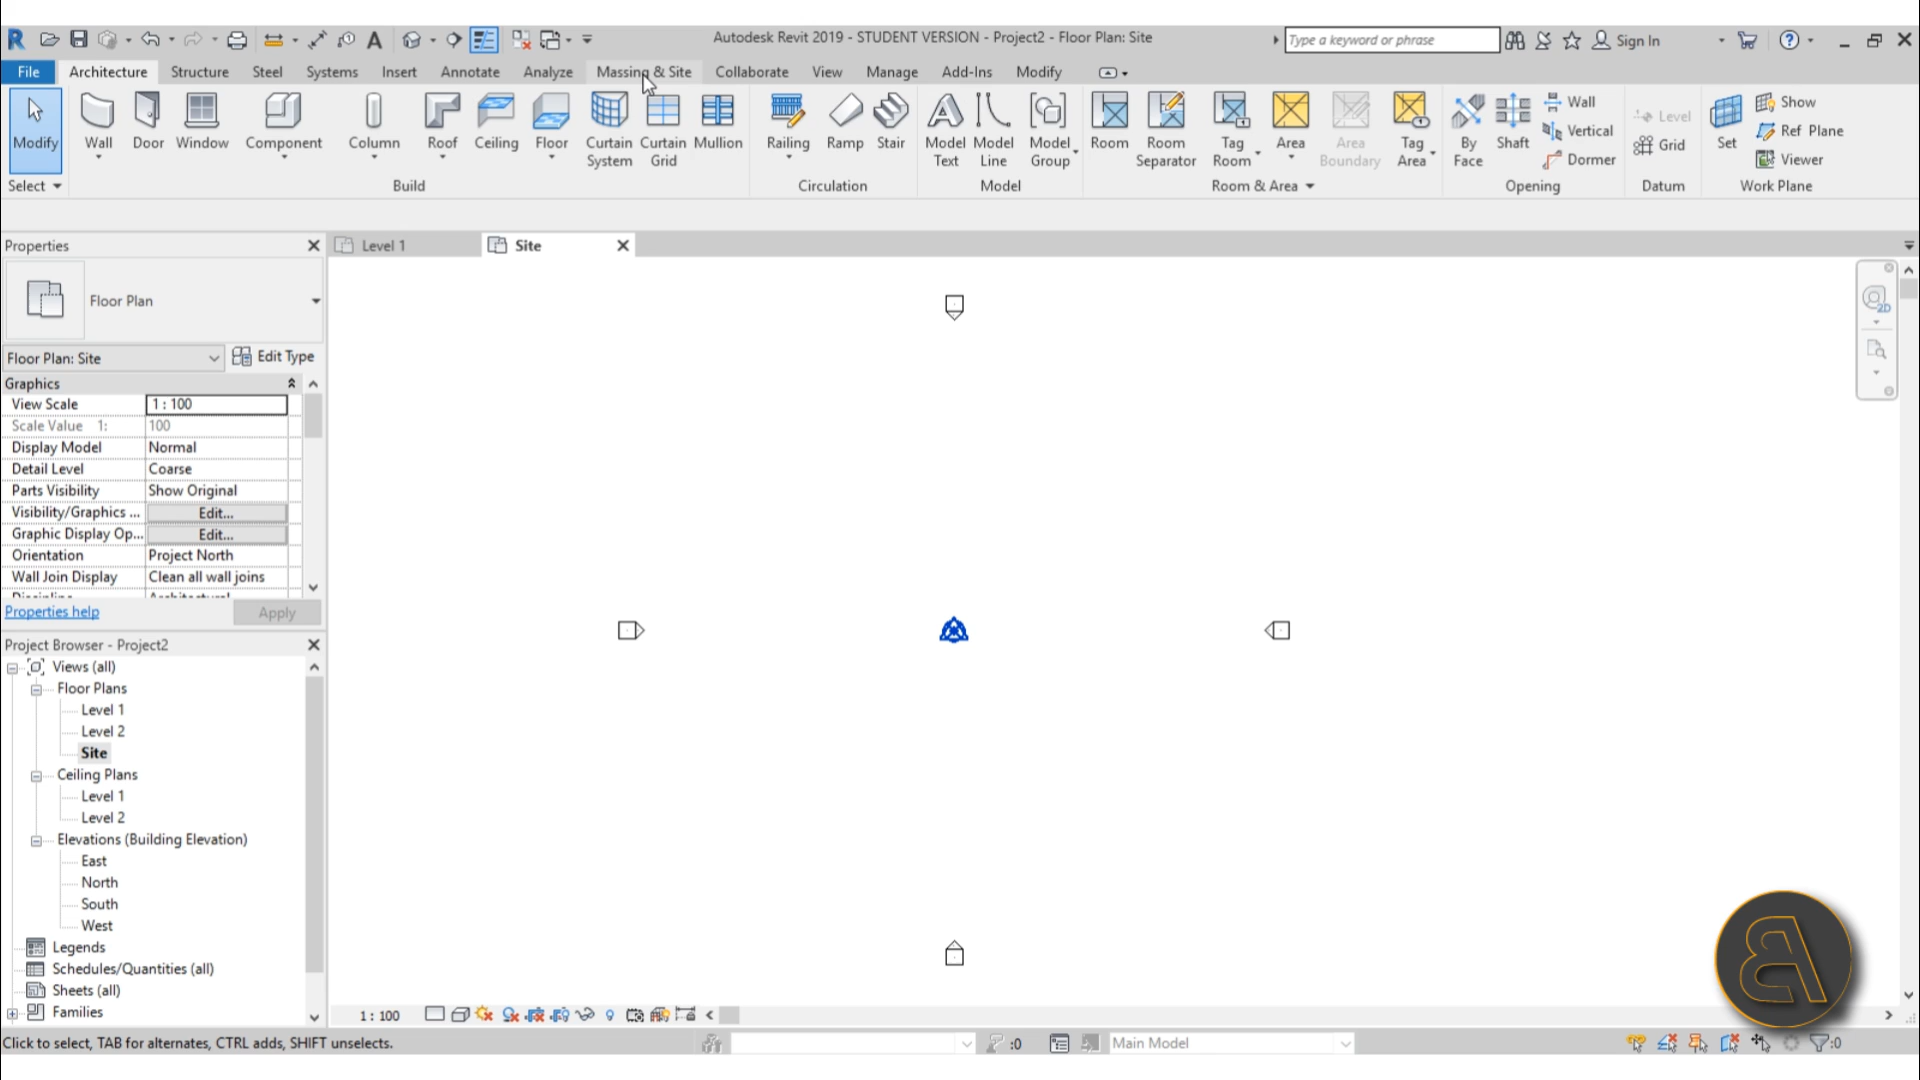 Autodesk Revit 2019 - STUDENT VERSION - Project2 - Floor Plan: Site
Type a keyword or phrase
Sign In
File Architecture Structure Steel Systems Insert Annotate Analyze Massing & Site Collaborate View Manage Add-Ins Modify
Modify
Wall
Door
Window
Component
Column
Roof
Ceiling
Floor
Curtain System
Curtain Grid
Mullion
Railing
Ramp
Stair
Model Text
Model Line
Model Group
Room
Room Separator
Tag Room
Area
Area Boundary
Tag Area
By Face
Shaft
Wall
Vertical
Dormer
Level
Grid
Set
Show
Ref Plane
Viewer
Select
Build
Circulation
Model
Room & Area
Opening
Datum
Work Plane
Properties
Level 1
Site
Floor Plan
Floor Plan: Site
Edit Type
Graphics
View Scale 1 : 100
Scale Value 1: 100
Display Model Normal
Detail Level Coarse
Parts Visibility Show Original
Visibility/Graphics ... Edit...
Graphic Display Op... Edit...
Orientation Project North
Wall Join Display Clean all wall joins
Properties help
Apply
Project Browser - Project2
Views (all)
Floor Plans
Level 1
Level 2
Site
Ceiling Plans
Level 1
Level 2
Elevations (Building Elevation)
East
North
South
West
Legends
Schedules/Quantities (all)
Sheets (all)
Families
2D
1 : 100
Click to select, TAB for alternates, CTRL adds, SHIFT unselects.
:0
Main Model
:0